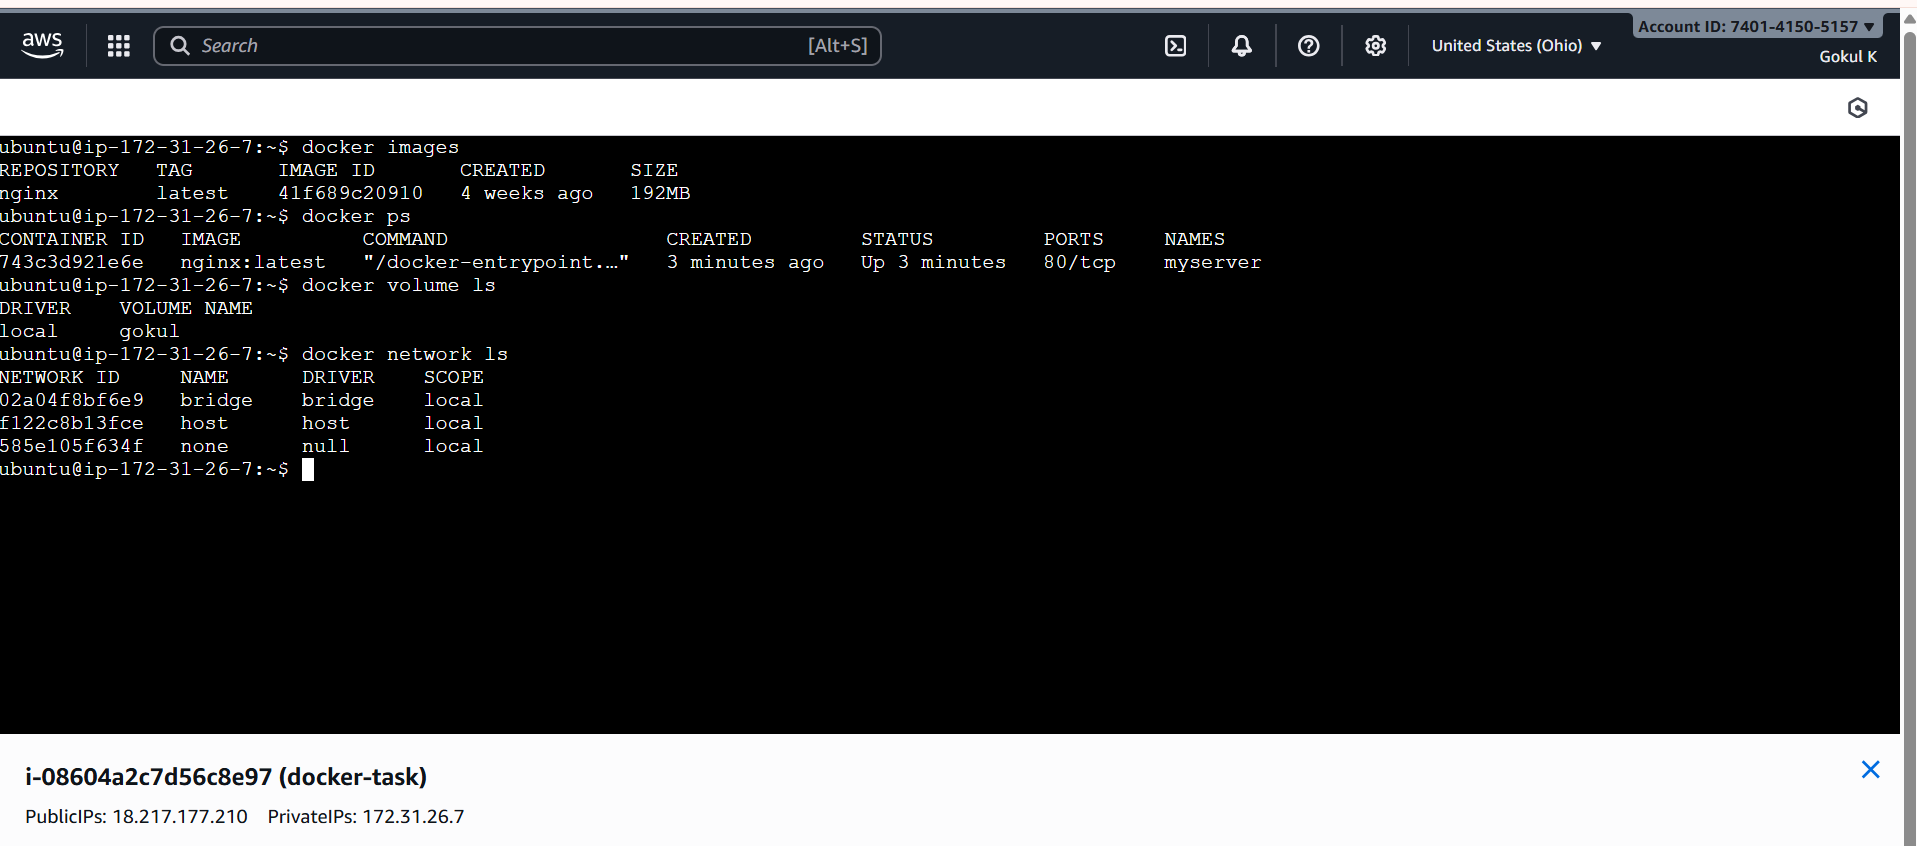 aws
Search [Alt+S]
United States (Ohio)
Account ID: 7401-4150-5157
Gokul K
ubuntu@ip-172-31-26-7:~$ docker images
REPOSITORY TAG IMAGE ID CREATED SIZE
nginx latest 41f689c20910 4 weeks ago 192MB
ubuntu@ip-172-31-26-7:~$ docker ps
CONTAINER ID IMAGE COMMAND CREATED STATUS PORTS NAMES
743c3d921e6e nginx:latest "/docker-entrypoint.…" 3 minutes ago Up 3 minutes 80/tcp myserver
ubuntu@ip-172-31-26-7:~$ docker volume ls
DRIVER VOLUME NAME
local gokul
ubuntu@ip-172-31-26-7:~$ docker network ls
NETWORK ID NAME DRIVER SCOPE
02a04f8bf6e9 bridge bridge local
f122c8b13fce host host local
585e105f634f none null local
ubuntu@ip-172-31-26-7:~$
i-08604a2c7d56c8e97 (docker-task)
PublicIPs: 18.217.177.210 PrivateIPs: 172.31.26.7